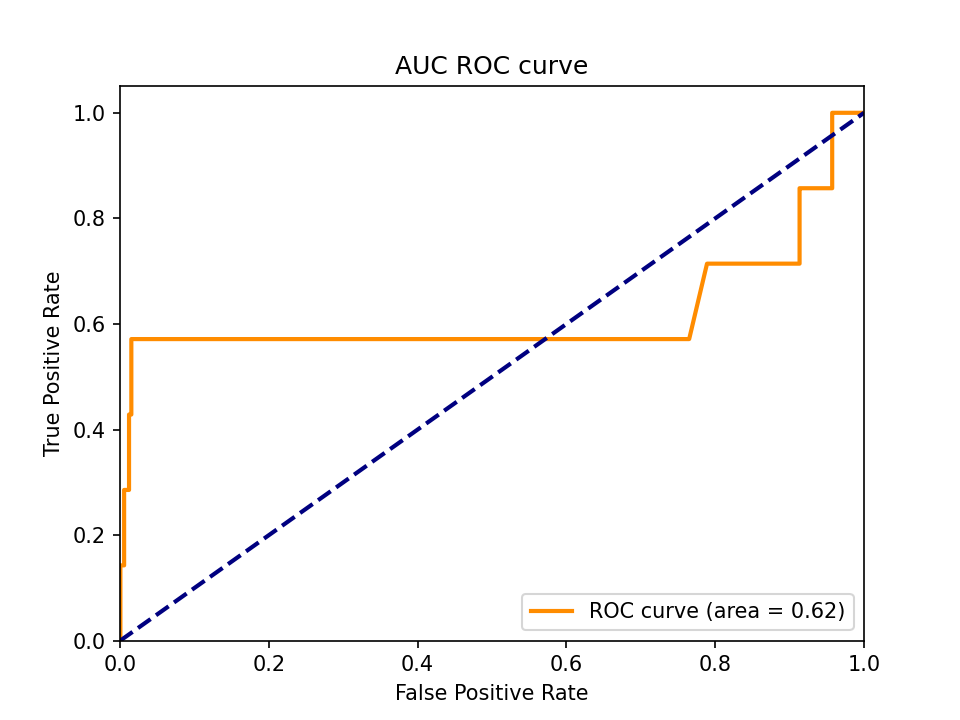 AUC ROC curve
True Positive Rate
1.0
0.8
0.6
0.4
0.2
0.0
ROC curve (area = 0.62)
0.0 0.2 0.4 0.6 0.8 1.0
False Positive Rate